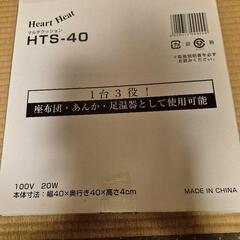 Heart Heat
マルチクッション
HTS-40
1台3役！
座布団・あんか・足温器として使用可能
100V 20W
本体寸法：幅40×奥行き40×高さ4cm
MADE IN CHINA